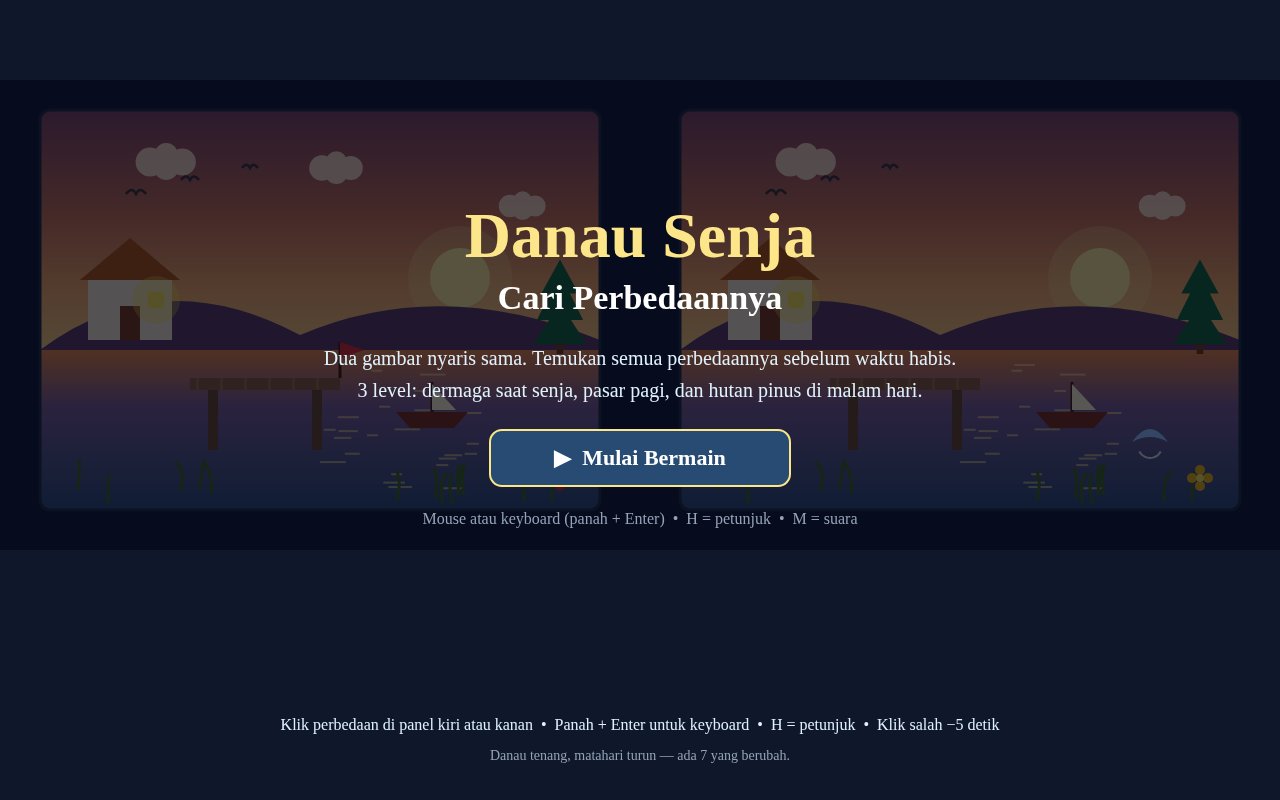 Danau Senja
Cari Perbedaannya
Dua gambar nyaris sama. Temukan semua perbedaannya sebelum waktu habis.
3 level: dermaga saat senja, pasar pagi, dan hutan pinus di malam hari.
▶ Mulai Bermain
Mouse atau keyboard (panah + Enter) • H = petunjuk • M = suara
Klik perbedaan di panel kiri atau kanan • Panah + Enter untuk keyboard • H = petunjuk • Klik salah −5 detik
Danau tenang, matahari turun — ada 7 yang berubah.